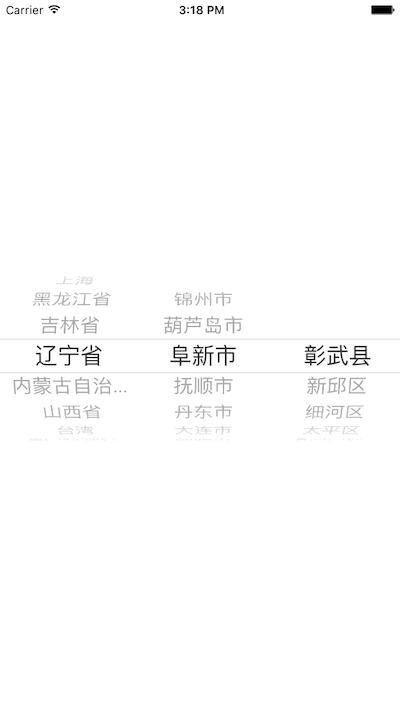 Carrier 3:18 PM
上海
黑龙江省 锦州市
吉林省 葫芦岛市
辽宁省 阜新市 彰武县
内蒙古自治... 抚顺市 新邱区
山西省 丹东市 细河区
台湾 大连市 太平区